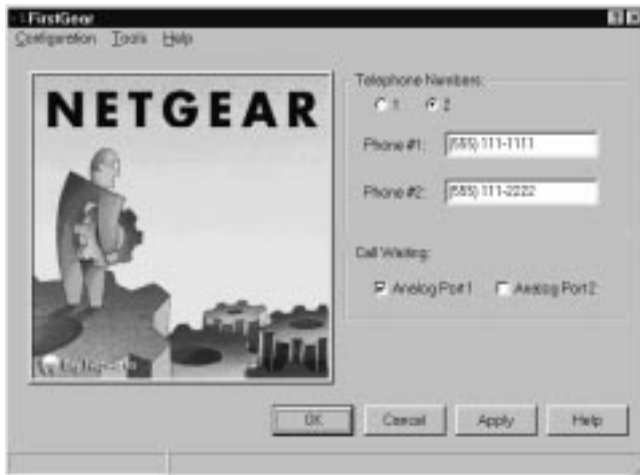 FirstGear
Configuration Tools Help
NETGEAR
Telephone Numbers:
1 2
Phone #1: (555) 111-1111
Phone #2: (555) 111-2222
Call Waiting:
Analog Port 1 Analog Port 2
OK Cancel Apply Help